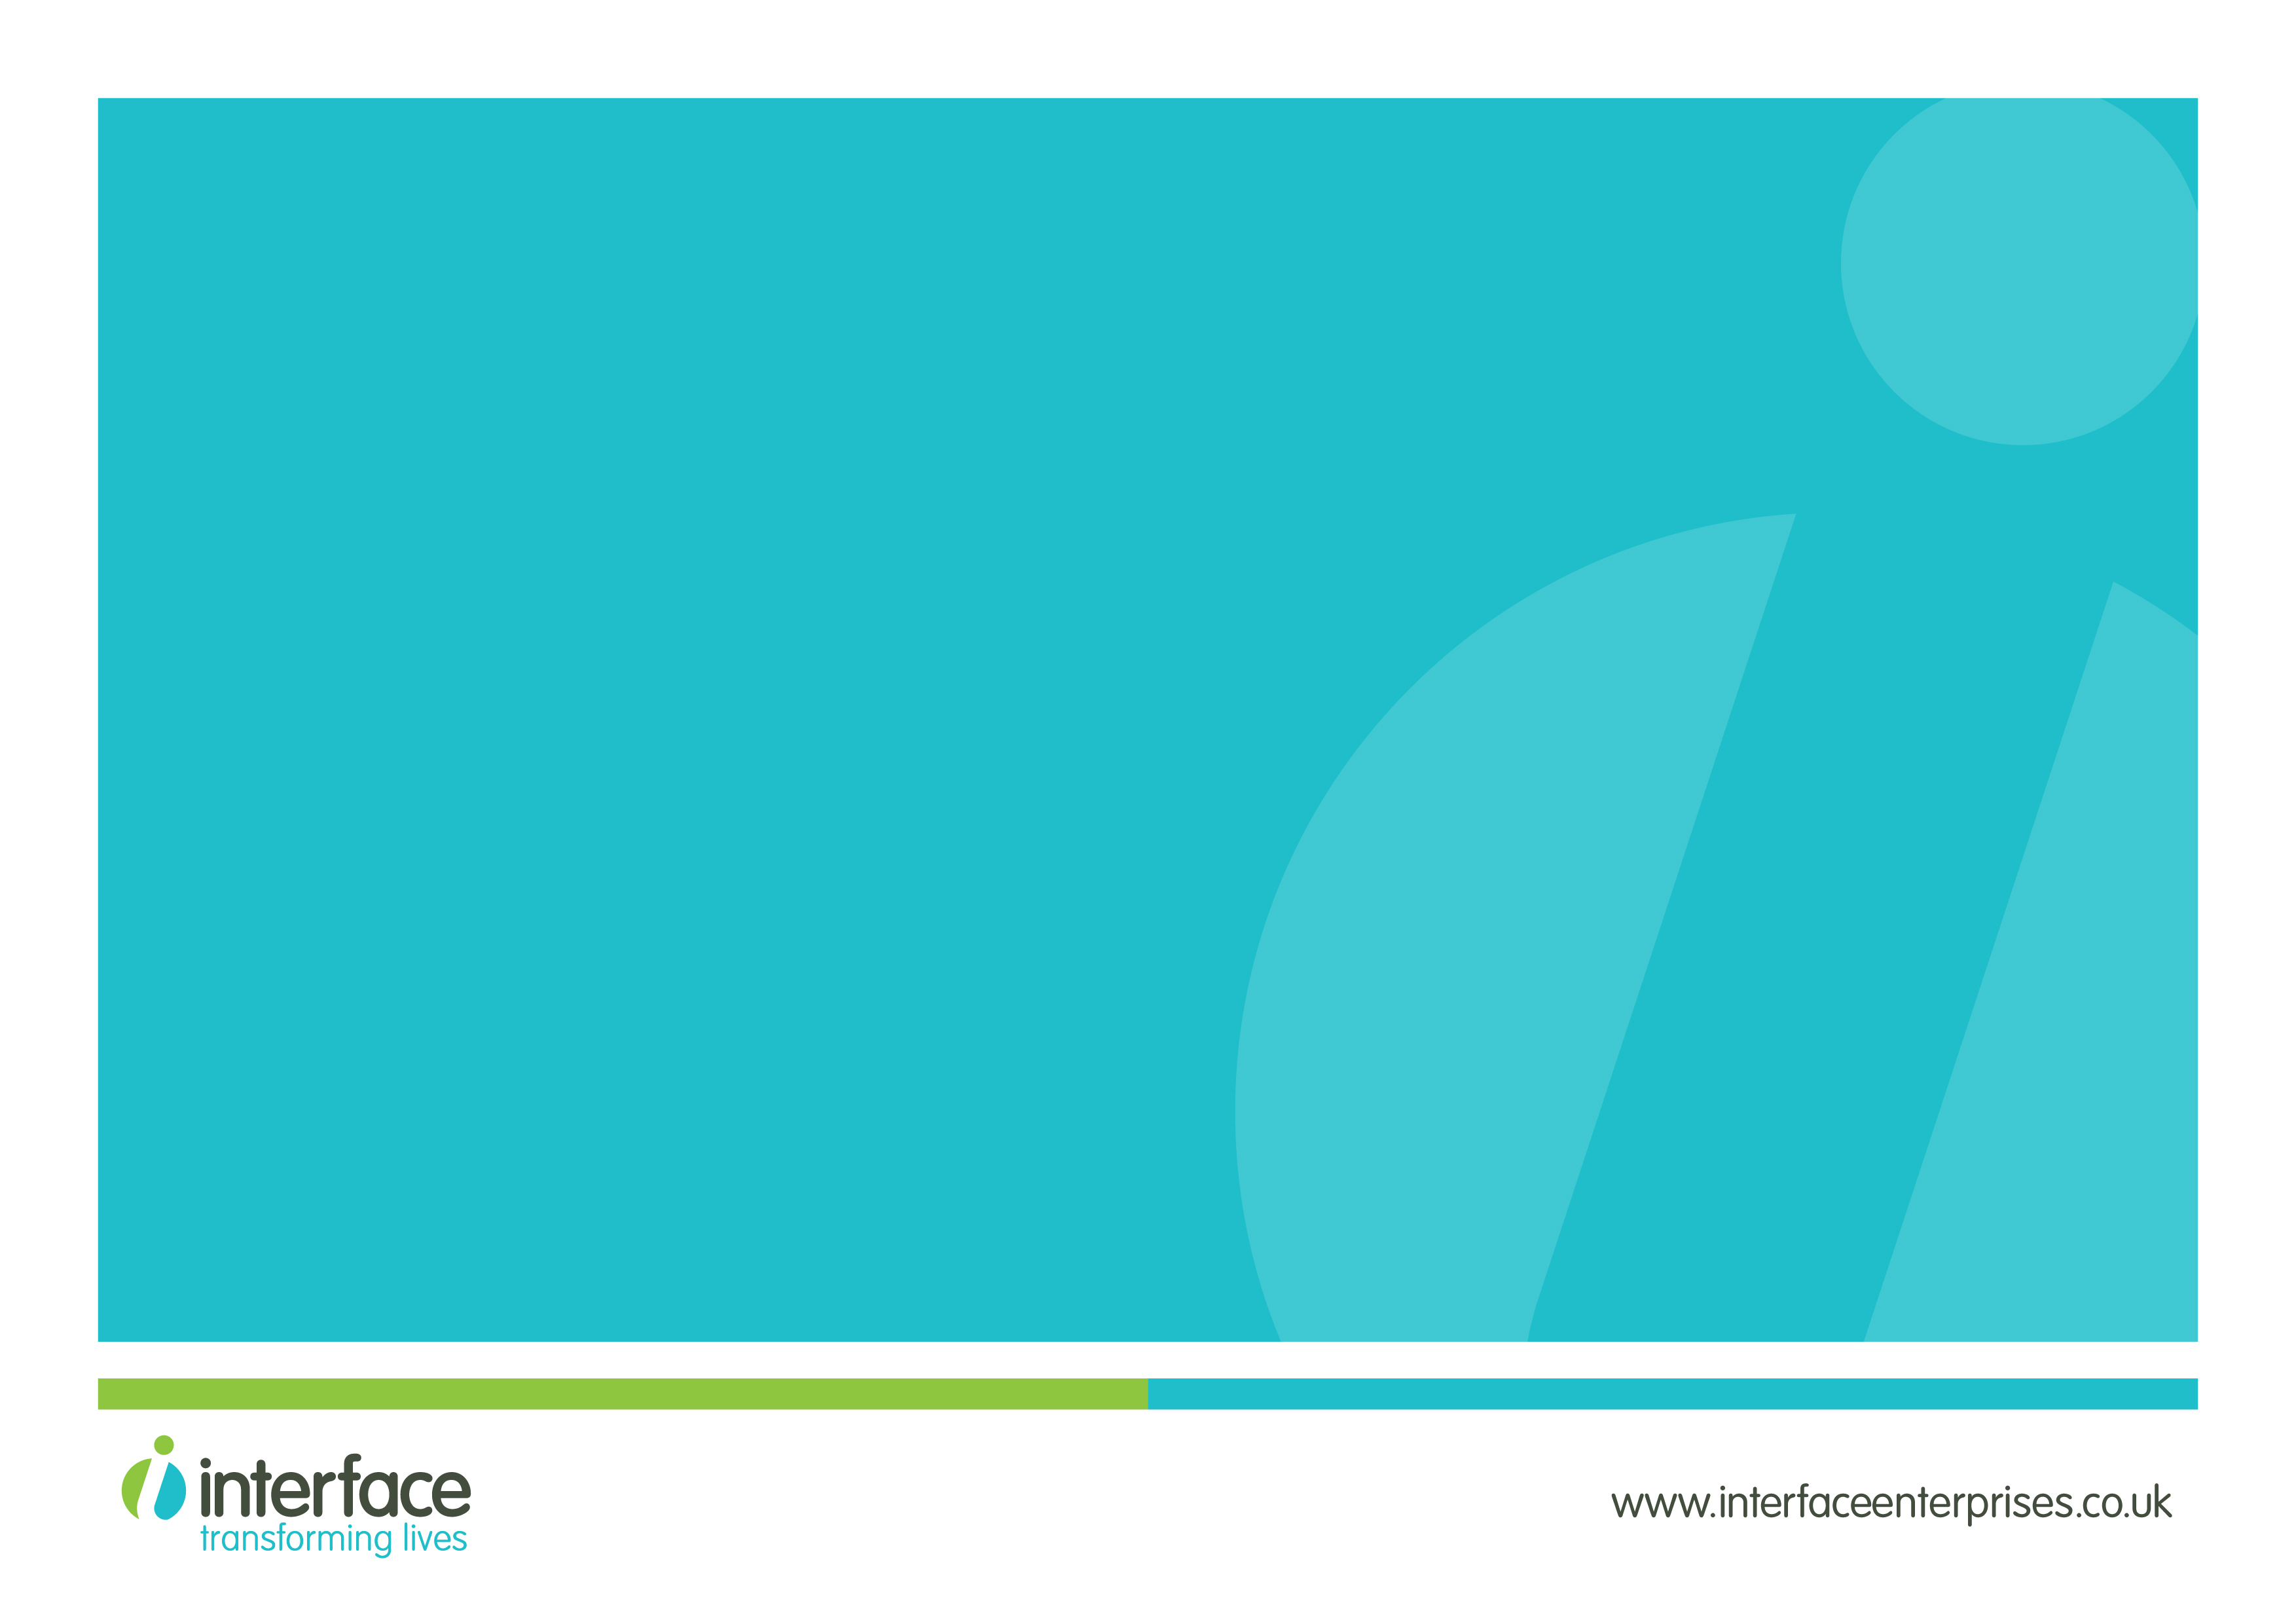 interface
transforming lives
www.interfaceenterprises.co.uk